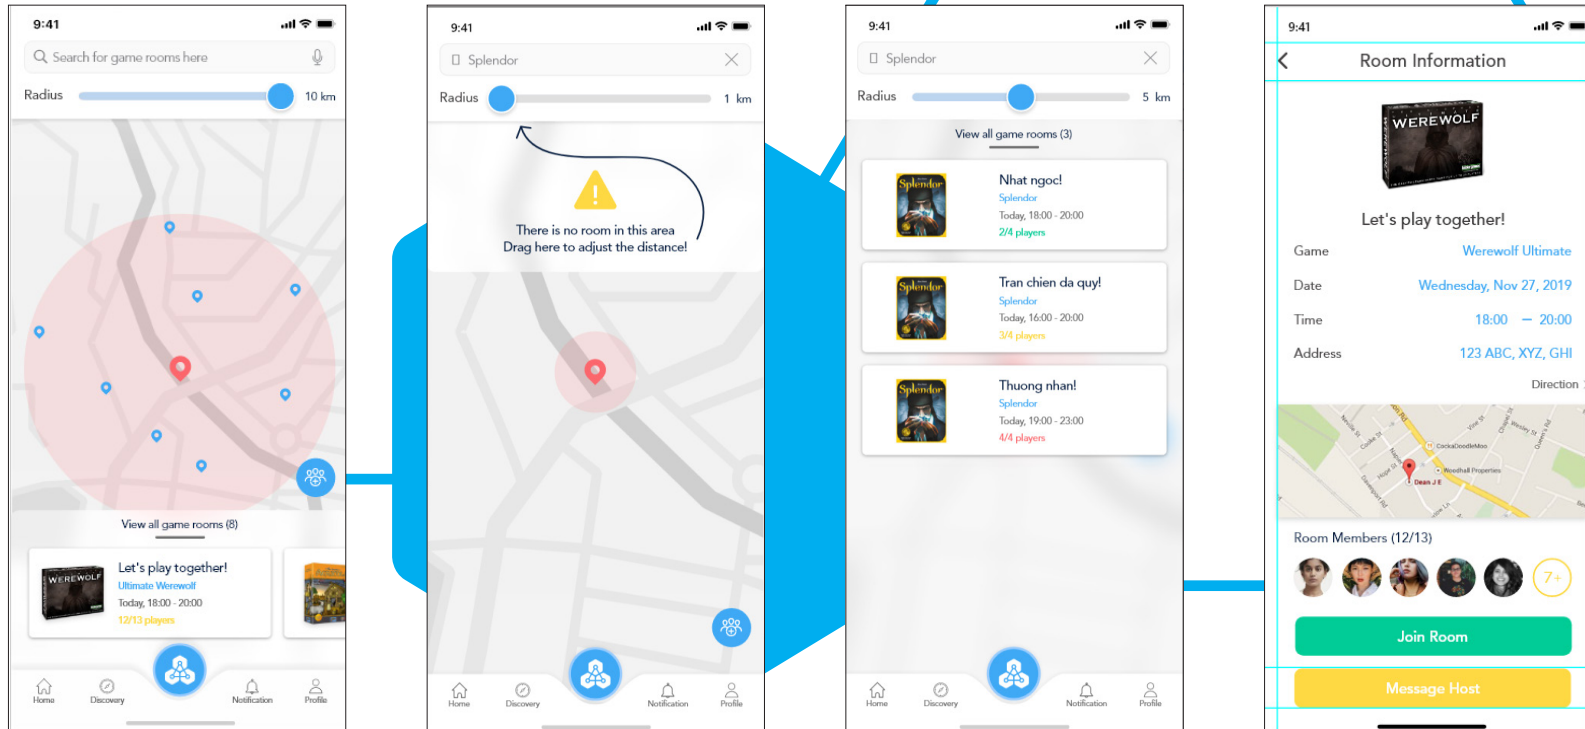 9:41
Search for game rooms here
Radius
10 km
View all game rooms (8)
WEREWOLF
Let's play together!
Ultimate Werewolf
Today, 18:00 - 20:00
12/13 players
Home
Discovery
Notification
Profile
9:41
Splendor
Radius
1 km
There is no room in this area
Drag here to adjust the distance!
Home
Discovery
Notification
Profile
9:41
Splendor
Radius
5 km
View all game rooms (3)
Splendor
Nhat ngoc!
Splendor
Today, 18:00 - 20:00
2/4 players
Splendor
Tran chien da quy!
Splendor
Today, 16:00 - 20:00
3/4 players
Splendor
Thuong nhan!
Splendor
Today, 19:00 - 23:00
4/4 players
Home
Discovery
Notification
Profile
9:41
Room Information
WEREWOLF
Let's play together!
Game
Werewolf Ultimate
Date
Wednesday, Nov 27, 2019
Time
18:00 – 20:00
Address
123 ABC, XYZ, GHI
Direction
CockaDoodleMoo
Woodhall Properties
Dean J E
Room Members (12/13)
7+
Join Room
Message Host